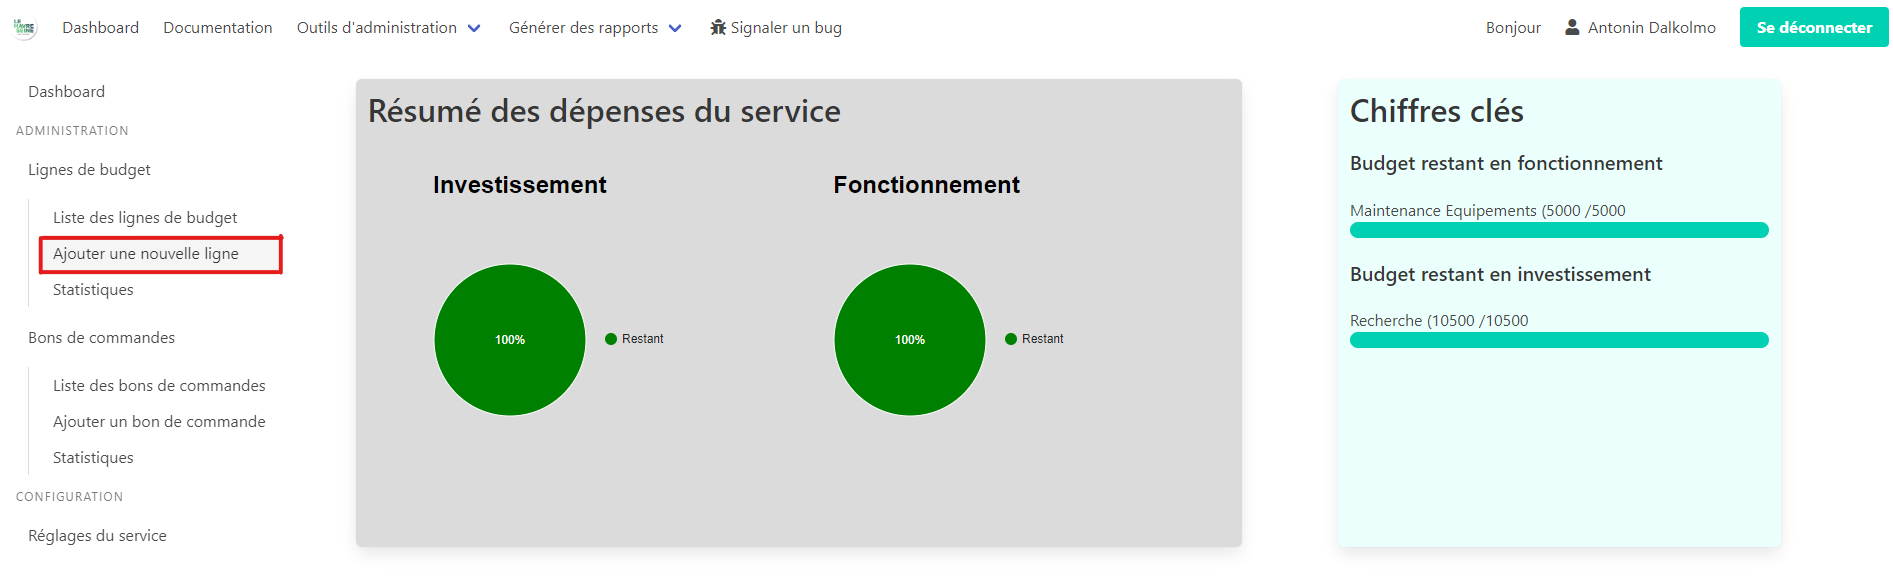 LE HAVRE SEINE
Dashboard Documentation Outils d'administration Générer des rapports Signaler un bug Bonjour Antonin Dalkolmo Se déconnecter
Dashboard
ADMINISTRATION
Lignes de budget
Liste des lignes de budget
Ajouter une nouvelle ligne
Statistiques
Bons de commandes
Liste des bons de commandes
Ajouter un bon de commande
Statistiques
CONFIGURATION
Réglages du service
Résumé des dépenses du service
Investissement
100%
Restant
Fonctionnement
100%
Restant
Chiffres clés
Budget restant en fonctionnement
Maintenance Equipements (5000 /5000
Budget restant en investissement
Recherche (10500 /10500